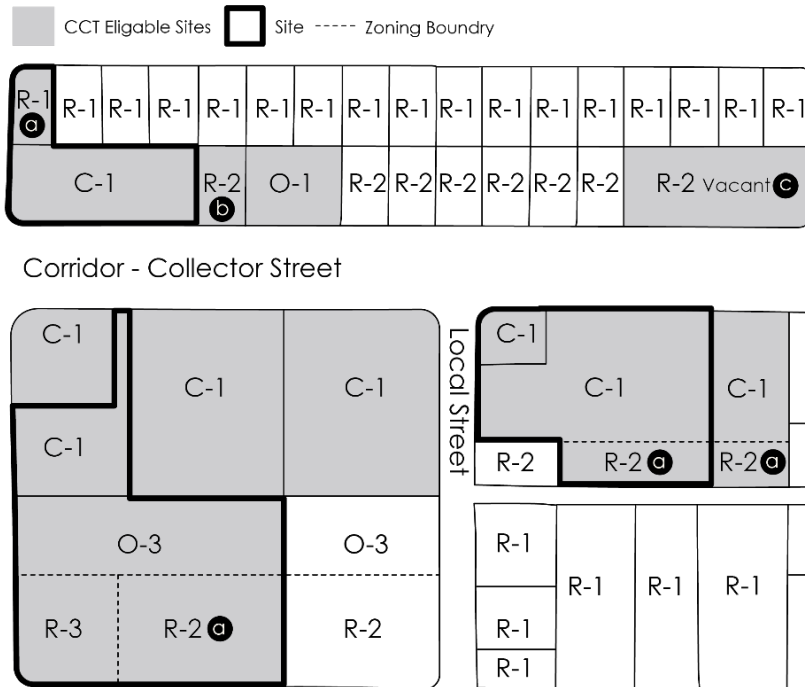 CCT Eligable Sites Site Zoning Boundry
R-1 R-1 R-1 R-1 R-1 R-1 R-1 R-1 R-1 R-1 R-1 R-1 R-1 R-1 R-1 R-1 R-1
a
C-1 R-2 O-1 R-2 R-2 R-2 R-2 R-2 R-2 R-2 Vacant c
b
Corridor - Collector Street
C-1 C-1 C-1
C-1
Local Street
C-1
C-1 C-1
R-2 R-2 a R-2 a
O-3 O-3
R-3 R-2 a R-2
R-1
R-1 R-1 R-1
R-1
R-1